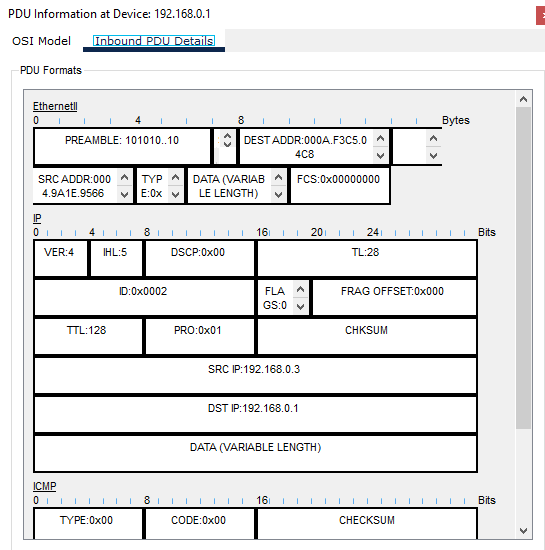 PDU Information at Device: 192.168.0.1
OSI Model Inbound PDU Details
PDU Formats
EthernetII
0 4 8 Bytes
PREAMBLE: 101010..10 DEST ADDR:000A.F3C5.0
4C8
SRC ADDR:000 TYP DATA (VARIAB FCS:0x00000000
4.9A1E.9566 E:0x LE LENGTH)
IP
0 4 8 16 20 24 Bits
VER:4 IHL:5 DSCP:0x00 TL:28
ID:0x0002 FLA FRAG OFFSET:0x000
GS:0
TTL:128 PRO:0x01 CHKSUM
SRC IP:192.168.0.3
DST IP:192.168.0.1
DATA (VARIABLE LENGTH)
ICMP
0 8 16 Bits
TYPE:0x00 CODE:0x00 CHECKSUM